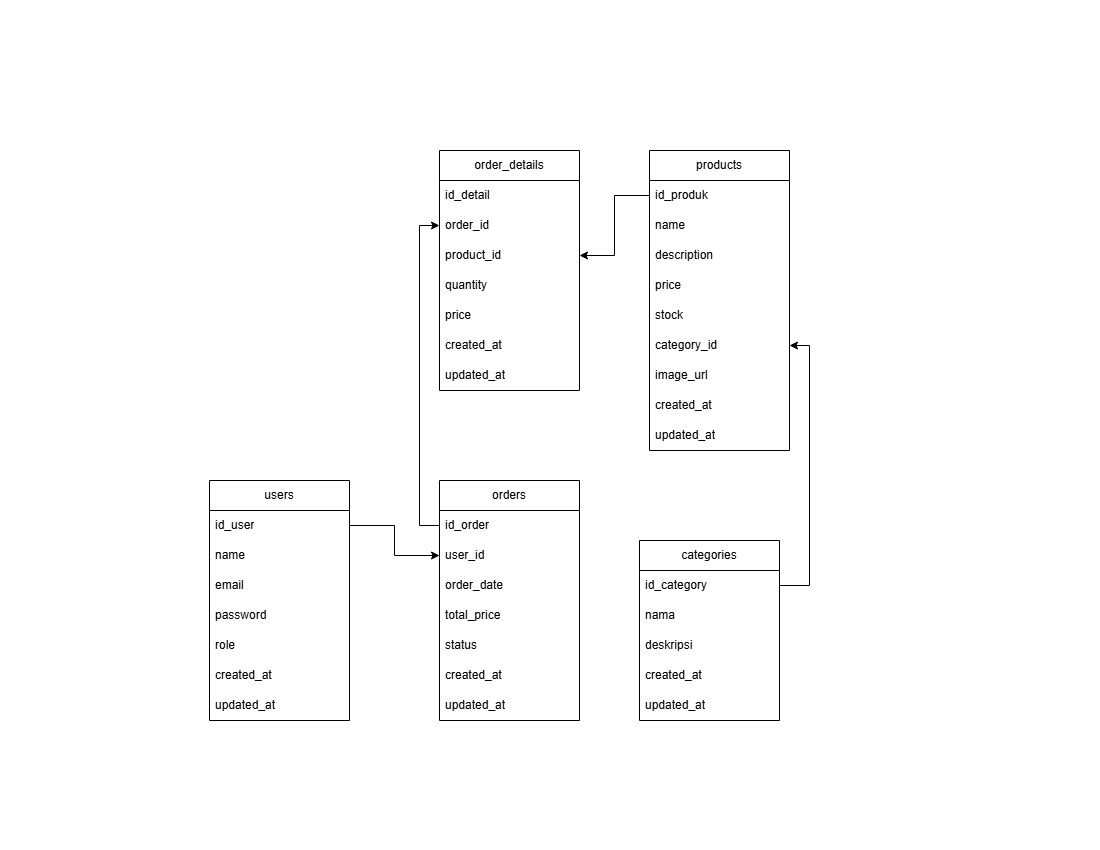 order_details
id_detail
order_id
product_id
quantity
price
created_at
updated_at
products
id_produk
name
description
price
stock
category_id
image_url
created_at
updated_at
users
id_user
name
email
password
role
created_at
updated_at
orders
id_order
user_id
order_date
total_price
status
created_at
updated_at
categories
id_category
nama
deskripsi
created_at
updated_at